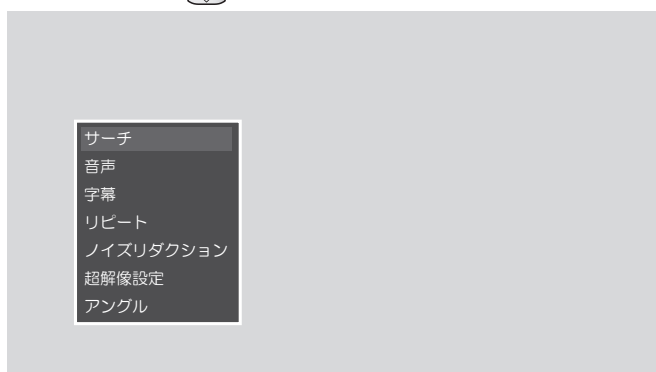 サーチ
音声
字幕
リピート
ノイズリダクション
超解像設定
アングル